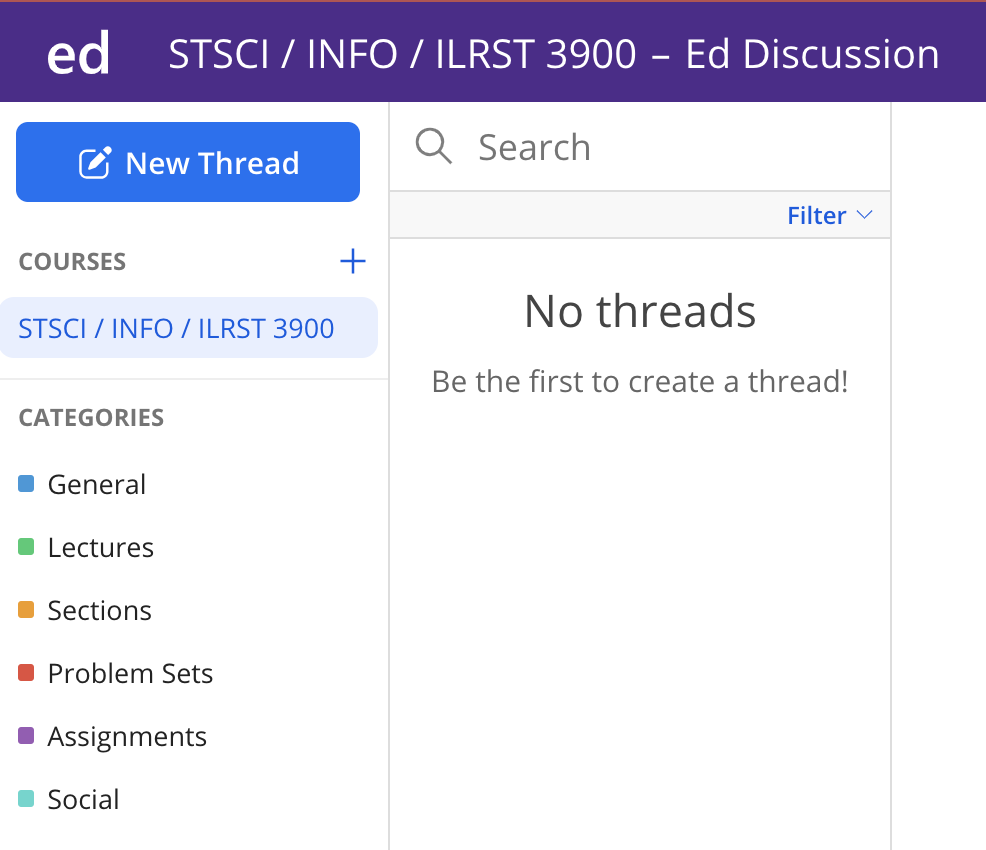 ed STSCI / INFO / ILRST 3900 – Ed Discussion
New Thread
COURSES
STSCI / INFO / ILRST 3900
CATEGORIES
General
Lectures
Sections
Problem Sets
Assignments
Social
Search
Filter
No threads
Be the first to create a thread!